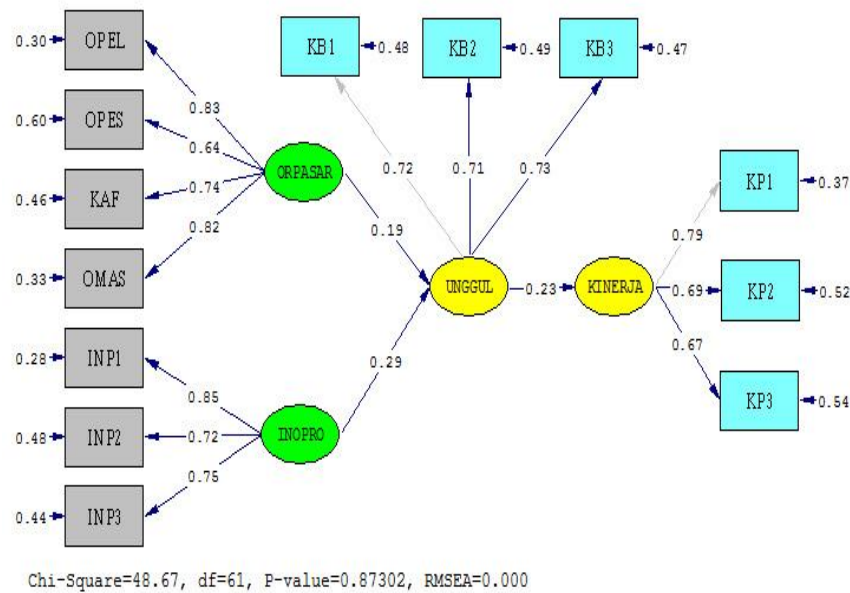 0.30
OPEL
KB1
0.48
KB2
0.49
KB3
0.47
0.83
0.60
OPES
0.64
ORPASAR
0.72
0.71
0.73
0.46
KAF
0.74
KP1
0.37
0.82
0.19
0.79
0.33
OMAS
UNGGUL
0.23
KINERJA
0.69
KP2
0.52
0.28
INP1
0.29
0.67
0.85
KP3
0.54
0.48
INP2
0.72
INOPRO
0.75
0.44
INP3
Chi-Square=48.67, df=61, P-value=0.87302, RMSEA=0.000